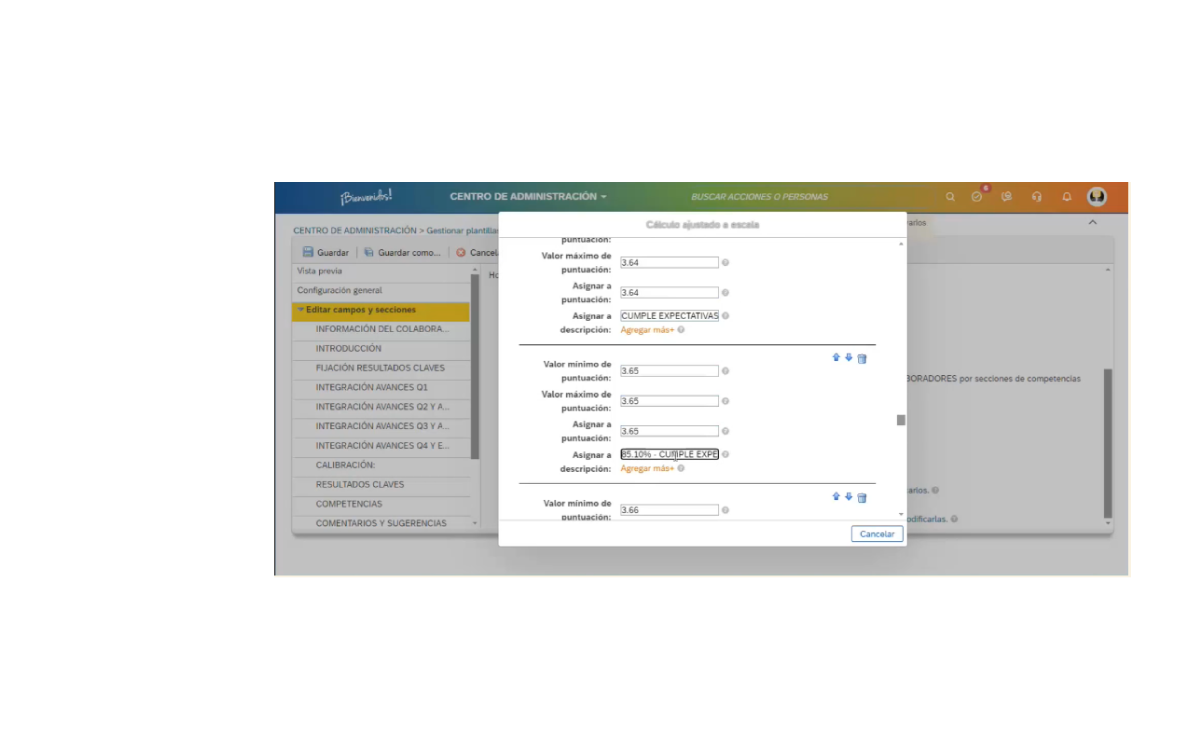 ¡Bienvenidos!
CENTRO DE ADMINISTRACIÓN
BUSCAR ACCIONES O PERSONAS
6
CENTRO DE ADMINISTRACIÓN > Gestionar plantillas
Guardar
Guardar como...
Cancel
Vista previa
Configuración general
Editar campos y secciones
INFORMACIÓN DEL COLABORA...
INTRODUCCIÓN
FIJACIÓN RESULTADOS CLAVES
INTEGRACIÓN AVANCES Q1
INTEGRACIÓN AVANCES Q2 Y A...
INTEGRACIÓN AVANCES Q3 Y A...
INTEGRACIÓN AVANCES Q4 Y E...
CALIBRACIÓN:
RESULTADOS CLAVES
COMPETENCIAS
COMENTARIOS Y SUGERENCIAS
Ho
Cálculo ajustado a escala
puntuación:
Valor máximo de
puntuación:
3.64
Asignar a
puntuación:
3.64
Asignar a
descripción:
CUMPLE EXPECTATIVAS
Agregar más+
Valor mínimo de
puntuación:
3.65
Valor máximo de
puntuación:
3.65
Asignar a
puntuación:
3.65
Asignar a
descripción:
85.10% - CUMPLE EXPE
Agregar más+
Valor mínimo de
puntuación:
3.66
Cancelar
arlos
BORADORES por secciones de competencias
arlos.
odificarlas.